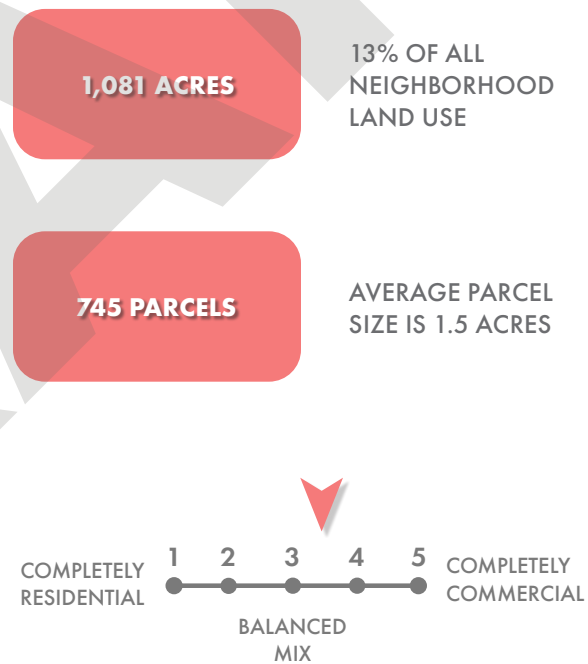 1,081 ACRES
13% OF ALL
NEIGHBORHOOD
LAND USE
745 PARCELS
AVERAGE PARCEL
SIZE IS 1.5 ACRES
1 2 3 4 5
COMPLETELY
RESIDENTIAL
COMPLETELY
COMMERCIAL
BALANCED
MIX